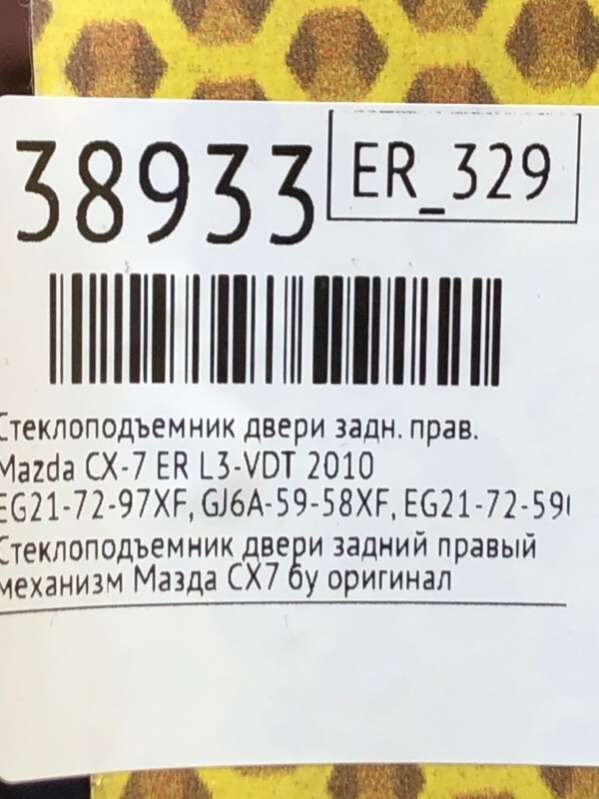 38933
ER_329
Стеклоподъемник двери задн. прав.
Mazda CX-7 ER L3-VDT 2010
EG21-72-97XF, GJ6A-59-58XF, EG21-72-59
Стеклоподъемник двери задний правый
механизм Мазда СХ7 бу оригинал